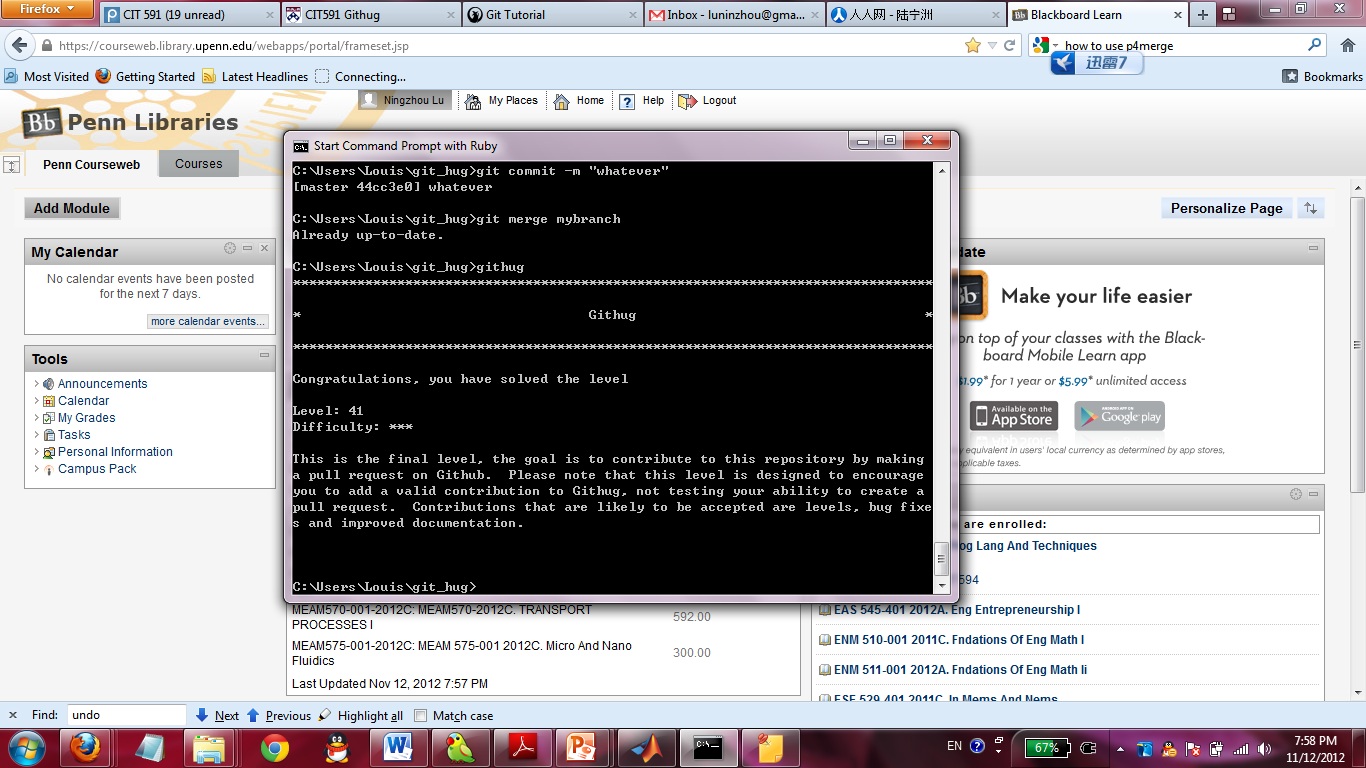 Firefox
CIT 591 (19 unread)
CIT591 Githug
Git Tutorial
Inbox - luninzhou@gma...
人人网 - 陆宁洲
Blackboard Learn
https://courseweb.library.upenn.edu/webapps/portal/frameset.jsp
how to use p4merge
迅雷7
Most Visited
Getting Started
Latest Headlines
Connecting...
Bookmarks
Ningzhou Lu
My Places
Home
Help
Logout
Bb Penn Libraries
Penn Courseweb
Courses
Add Module
Personalize Page
My Calendar
No calendar events have been posted
for the next 7 days.
more calendar events...
Tools
Announcements
Calendar
My Grades
Tasks
Personal Information
Campus Pack
Start Command Prompt with Ruby
C:\Users\Louis\git_hug>git commit -m "whatever"
[master 44cc3e0] whatever
C:\Users\Louis\git_hug>git merge mybranch
Already up-to-date.
C:\Users\Louis\git_hug>githug
********************************************************************************
* Githug *
********************************************************************************
Congratulations, you have solved the level
Level: 41
Difficulty: ***
This is the final level, the goal is to contribute to this repository by making
a pull request on Github.  Please note that this level is designed to encourage
you to add a valid contribution to Githug, not testing your ability to create a
pull request.  Contributions that are likely to be accepted are levels, bug fixe
s and improved documentation.
C:\Users\Louis\git_hug>
MEAM570-001-2012C: MEAM570-2012C. TRANSPORT
PROCESSES I
592.00
MEAM575-001-2012C: MEAM 575-001 2012C. Micro And Nano
Fluidics
300.00
Last Updated Nov 12, 2012 7:57 PM
date
Bb
Make your life easier
on top of your classes with the Black-
board Mobile Learn app
$1.99* for 1 year or $5.99* unlimited access
Available on the
App Store
ANDROID APP ON
Google play
y equivalent in users' local currency as determined by app stores,
plicable taxes.
are enrolled:
og Lang And Techniques
594
EAS 545-401 2012A. Eng Entrepreneurship I
ENM 510-001 2011C. Fndations Of Eng Math I
ENM 511-001 2012A. Fndations Of Eng Math Ii
ESE 529-401 2011C. In Mems And Nems
Find:
undo
Next
Previous
Highlight all
Match case
EN
67%
7:58 PM
11/12/2012